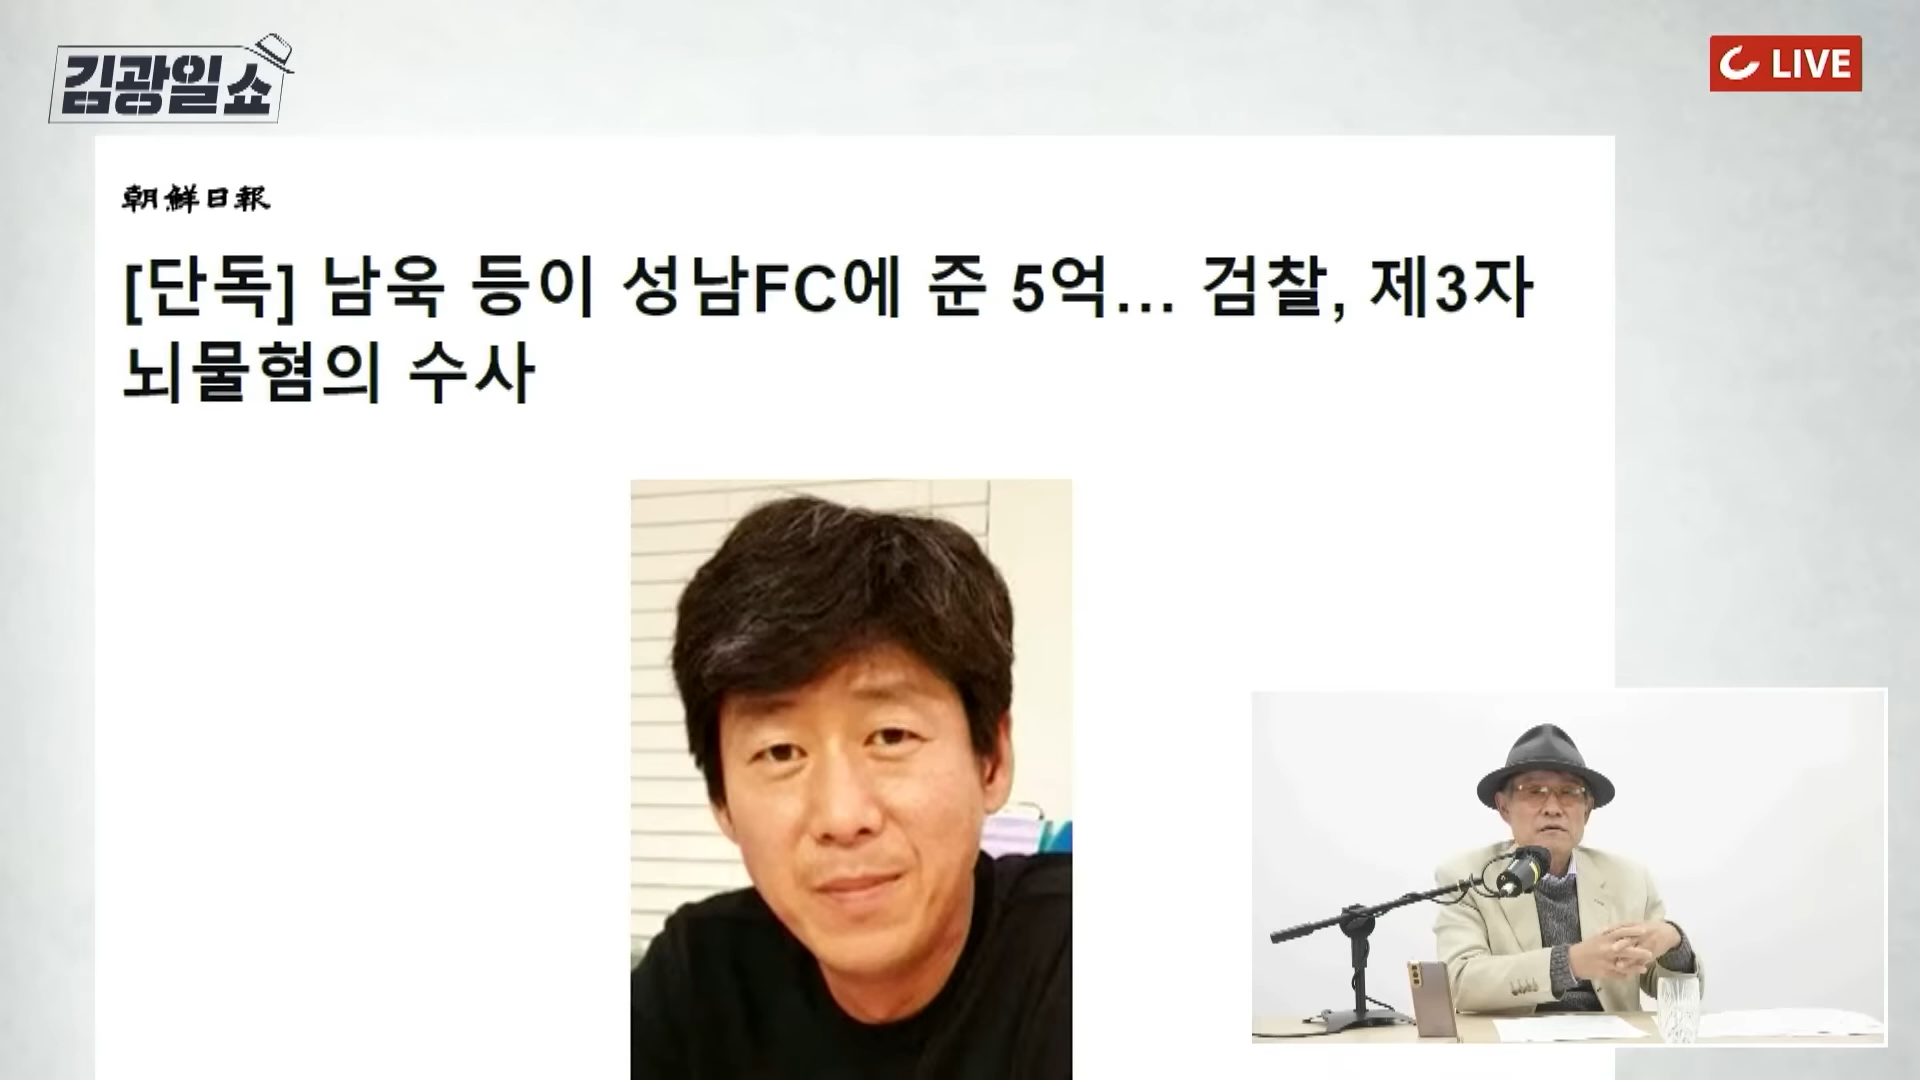 김광일쇼
LIVE
朝鮮日報
[단독] 남욱 등이 성남FC에 준 5억... 검찰, 제3자
뇌물혐의 수사